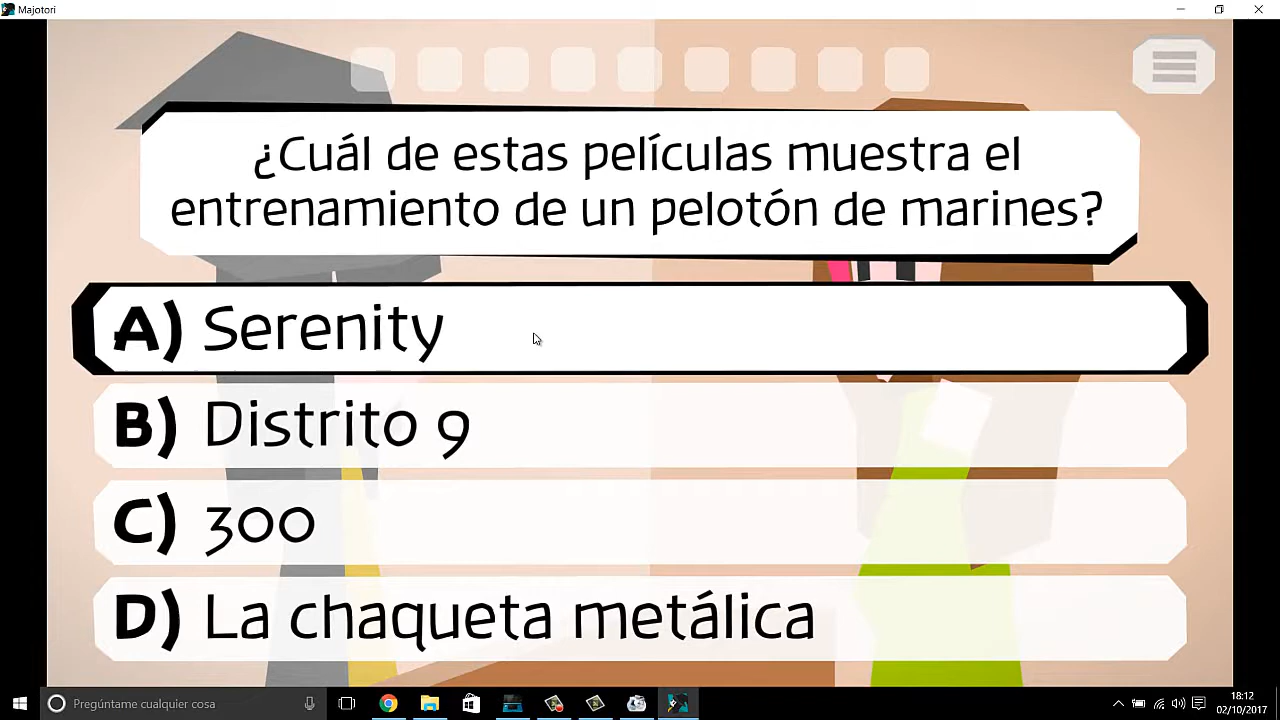 Majotori
¿Cuál de estas películas muestra el
entrenamiento de un pelotón de marines?
A) Serenity
B) Distrito 9
C) 300
D) La chaqueta metálica
Pregúntame cualquier cosa
18:12
02/10/2017